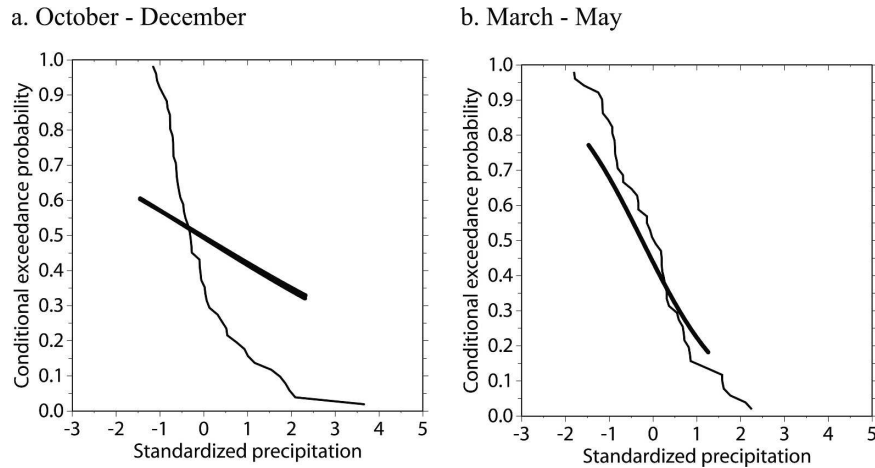 a. October - December
b. March - May
Conditional exceedance probability
1.0
0.9
0.8
0.7
0.6
0.5
0.4
0.3
0.2
0.1
0.0
-3 -2 -1 0 1 2 3 4 5
Standardized precipitation
Conditional exceedance probability
1.0
0.9
0.8
0.7
0.6
0.5
0.4
0.3
0.2
0.1
0.0
-3 -2 -1 0 1 2 3 4 5
Standardized precipitation